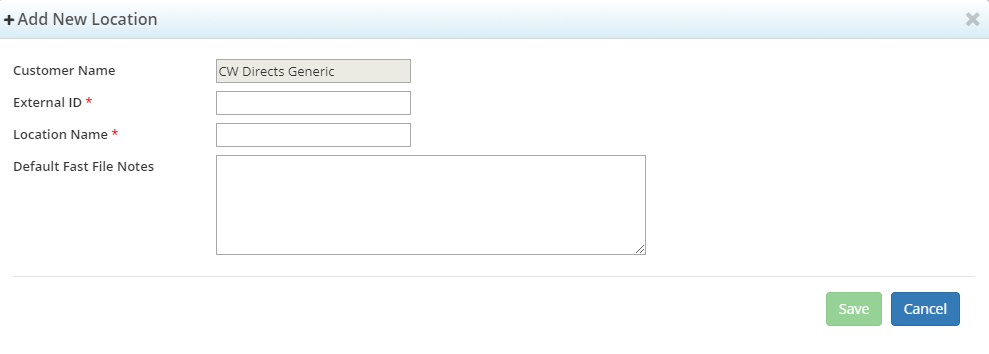 + Add New Location
Customer Name CW Directs Generic
External ID *
Location Name *
Default Fast File Notes
Save Cancel